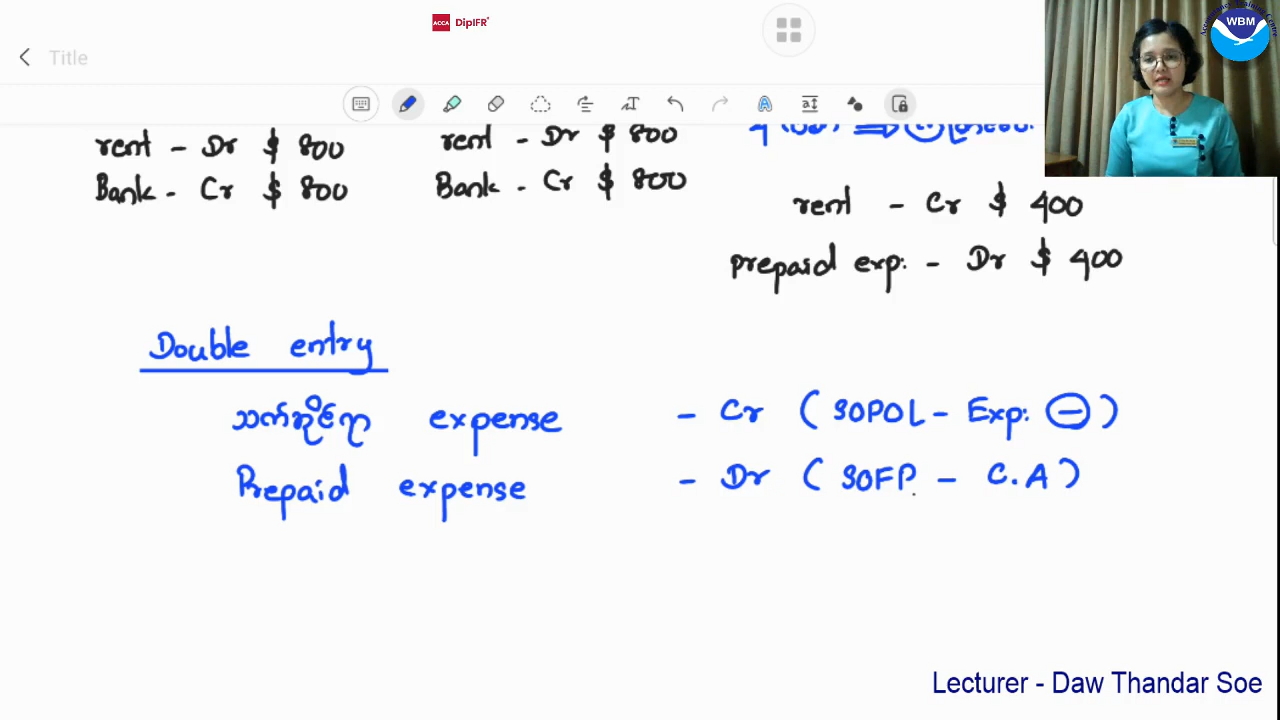 ACCA DipIFR
WBM
Title
rent - Dr $ 800
Bank - Cr $ 800
rent - Dr $ 800
Bank - Cr $ 800
rent - Cr $ 400
prepaid exp: - Dr $ 400
Double entry
သက်ဆိုင်ရာ expense - Cr ( SOPOL - Exp: ⊖ )
Prepaid expense - Dr ( SOFP - C.A )
Lecturer - Daw Thandar Soe